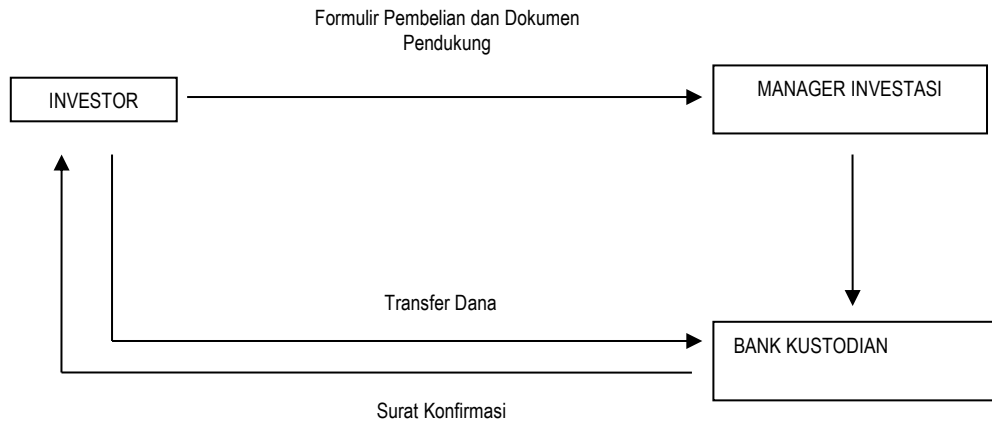 Formulir Pembelian dan Dokumen
Pendukung
INVESTOR
MANAGER INVESTASI
Transfer Dana
BANK KUSTODIAN
Surat Konfirmasi